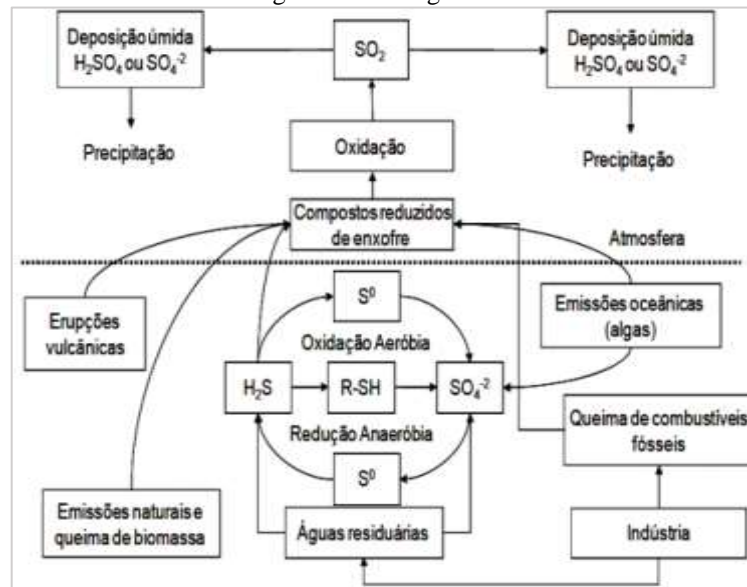 Deposição úmida
H₂SO₄ ou SO₄⁻²
SO₂
Deposição úmida
H₂SO₄ ou SO₄⁻²
Precipitação
Oxidação
Precipitação
Compostos reduzidos
de enxofre
Atmosfera
Erupções
vulcânicas
S⁰
Emissões oceânicas
(algas)
Oxidação Aeróbia
H₂S
R-SH
SO₄⁻²
Redução Anaeróbia
S⁰
Queima de combustíveis
fósseis
Emissões naturais e
queima de biomassa
Águas residuárias
Indústria